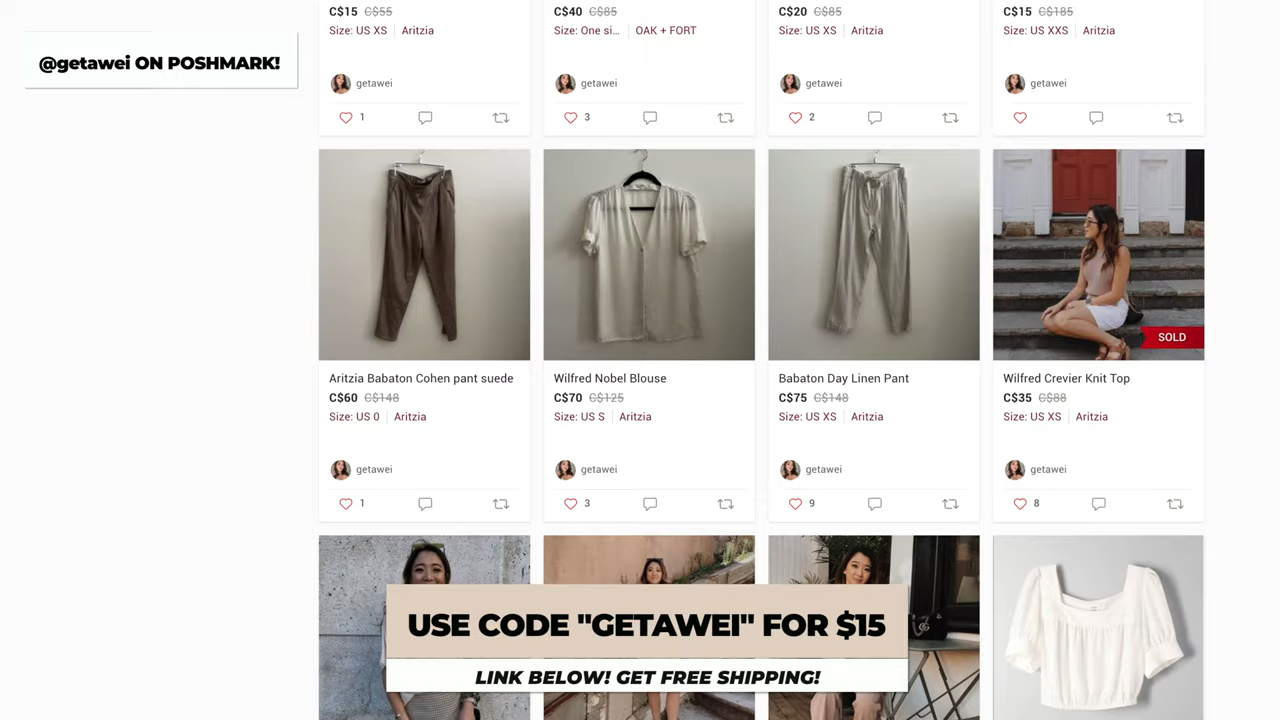 C$15 C$55
Size: US XS Aritzia
getawei
1
C$40 C$85
Size: One si... OAK + FORT
getawei
3
C$20 C$85
Size: US XS Aritzia
getawei
2
C$15 C$185
Size: US XXS Aritzia
getawei
@getawei ON POSHMARK!
Aritzia Babaton Cohen pant suede
C$60 C$148
Size: US 0 Aritzia
getawei
1
Wilfred Nobel Blouse
C$70 C$125
Size: US S Aritzia
getawei
3
Babaton Day Linen Pant
C$75 C$148
Size: US XS Aritzia
getawei
9
SOLD
Wilfred Crevier Knit Top
C$35 C$88
Size: US XS Aritzia
getawei
8
USE CODE "GETAWEI" FOR $15
LINK BELOW! GET FREE SHIPPING!